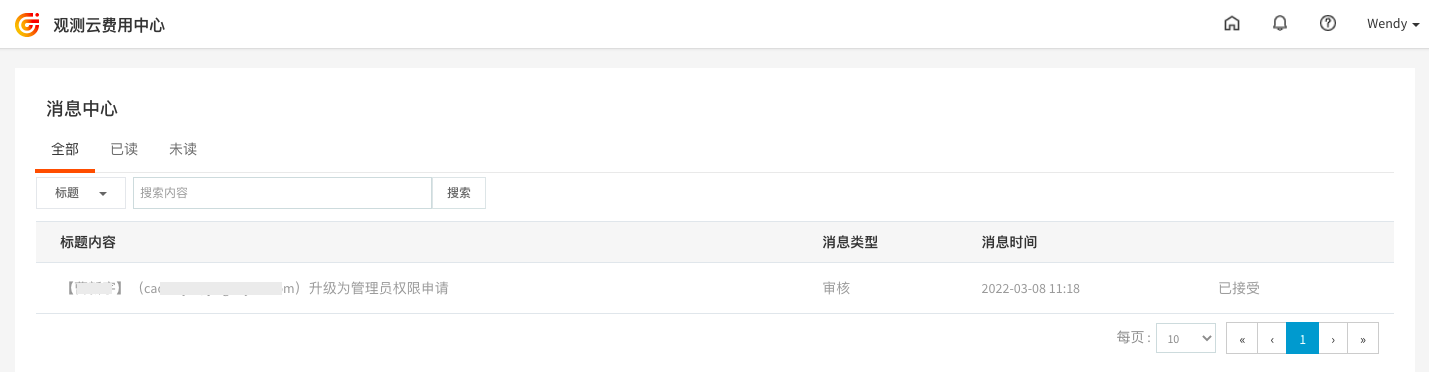 观测云费用中心
Wendy
消息中心
全部 已读 未读
标题 搜索内容 搜索
标题内容 消息类型 消息时间
【】（cac m）升级为管理员权限申请 审核 2022-03-08 11:18 已接受
每页 : 10 « ‹ 1 › »